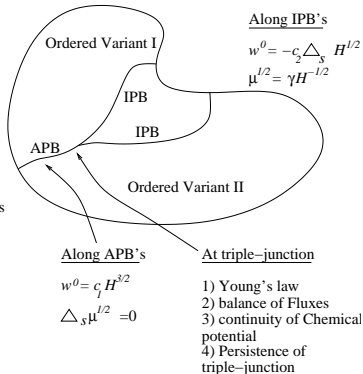 Along IPB's
w⁰ = −c₂ △ₛ H^{1/2}
μ^{1/2} = γH^{−1/2}
Ordered Variant I
IPB
IPB
APB
Ordered Variant II
s
Along APB's
w⁰ = c₁ H^{3/2}
△ₛ μ^{1/2} =0
At triple−junction
1) Young's law
2) balance of Fluxes
3) continuity of Chemical
potential
4) Persistence of
triple−junction